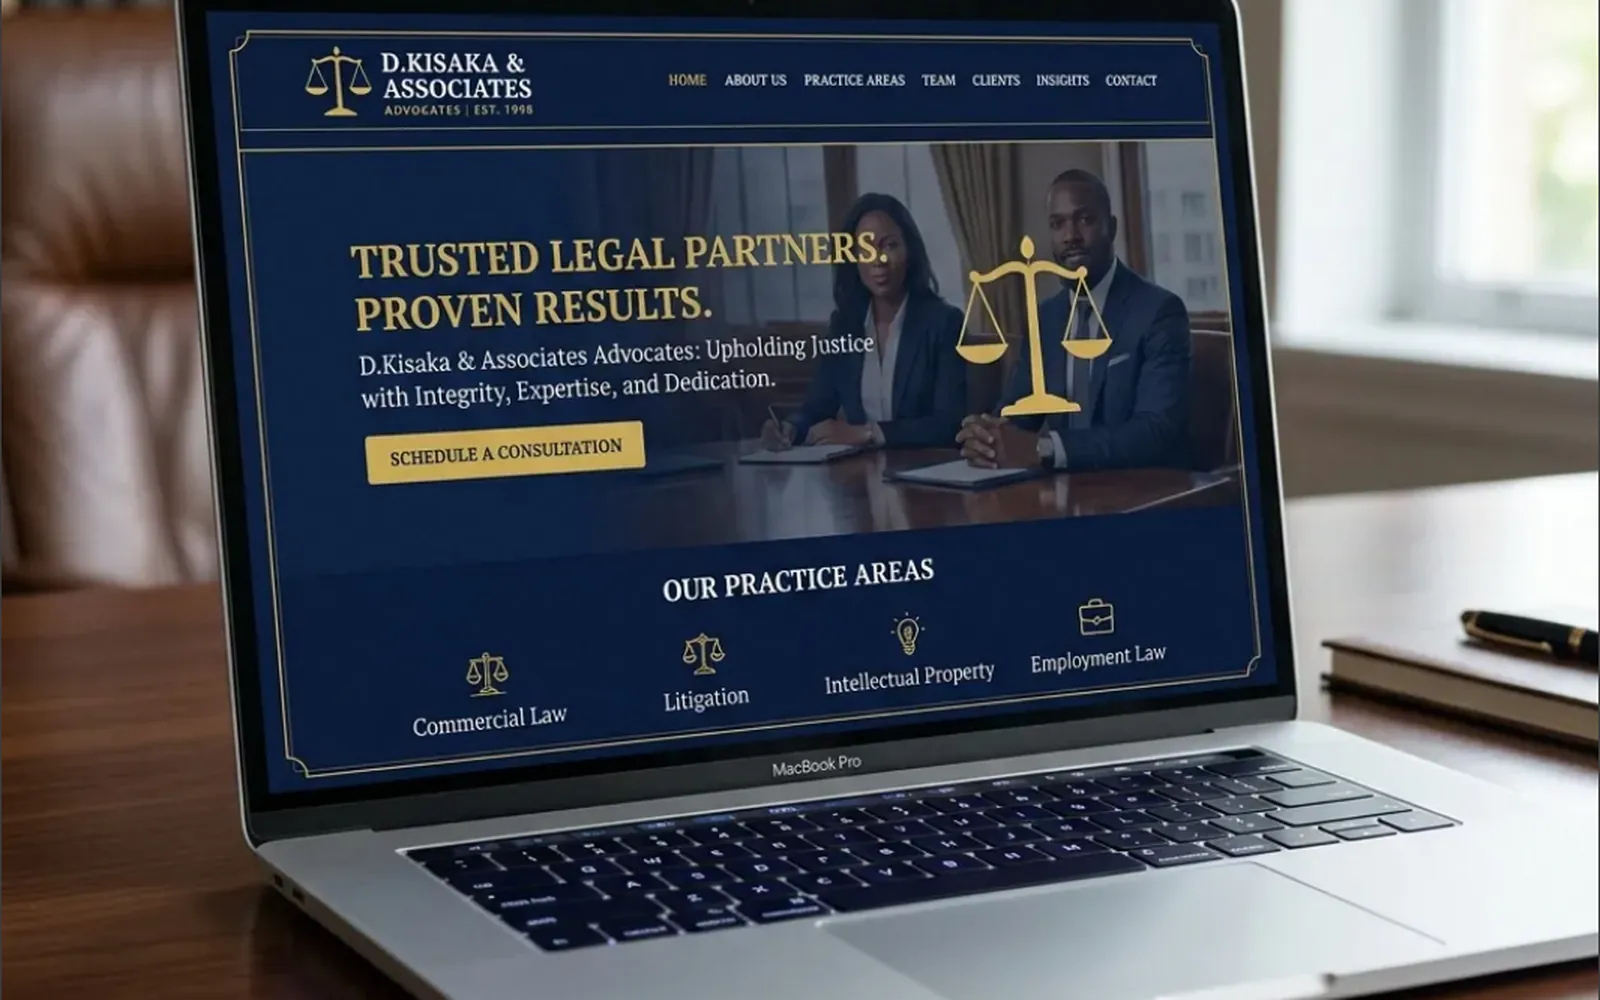 D.KISAKA &
ASSOCIATES
ADVOCATES | EST. 1998
HOME ABOUT US PRACTICE AREAS TEAM CLIENTS INSIGHTS CONTACT
TRUSTED LEGAL PARTNERS.
PROVEN RESULTS.
D.Kisaka & Associates Advocates: Upholding Justice
with Integrity, Expertise, and Dedication.
SCHEDULE A CONSULTATION
OUR PRACTICE AREAS
Commercial Law
Litigation
Intellectual Property
Employment Law
MacBook Pro